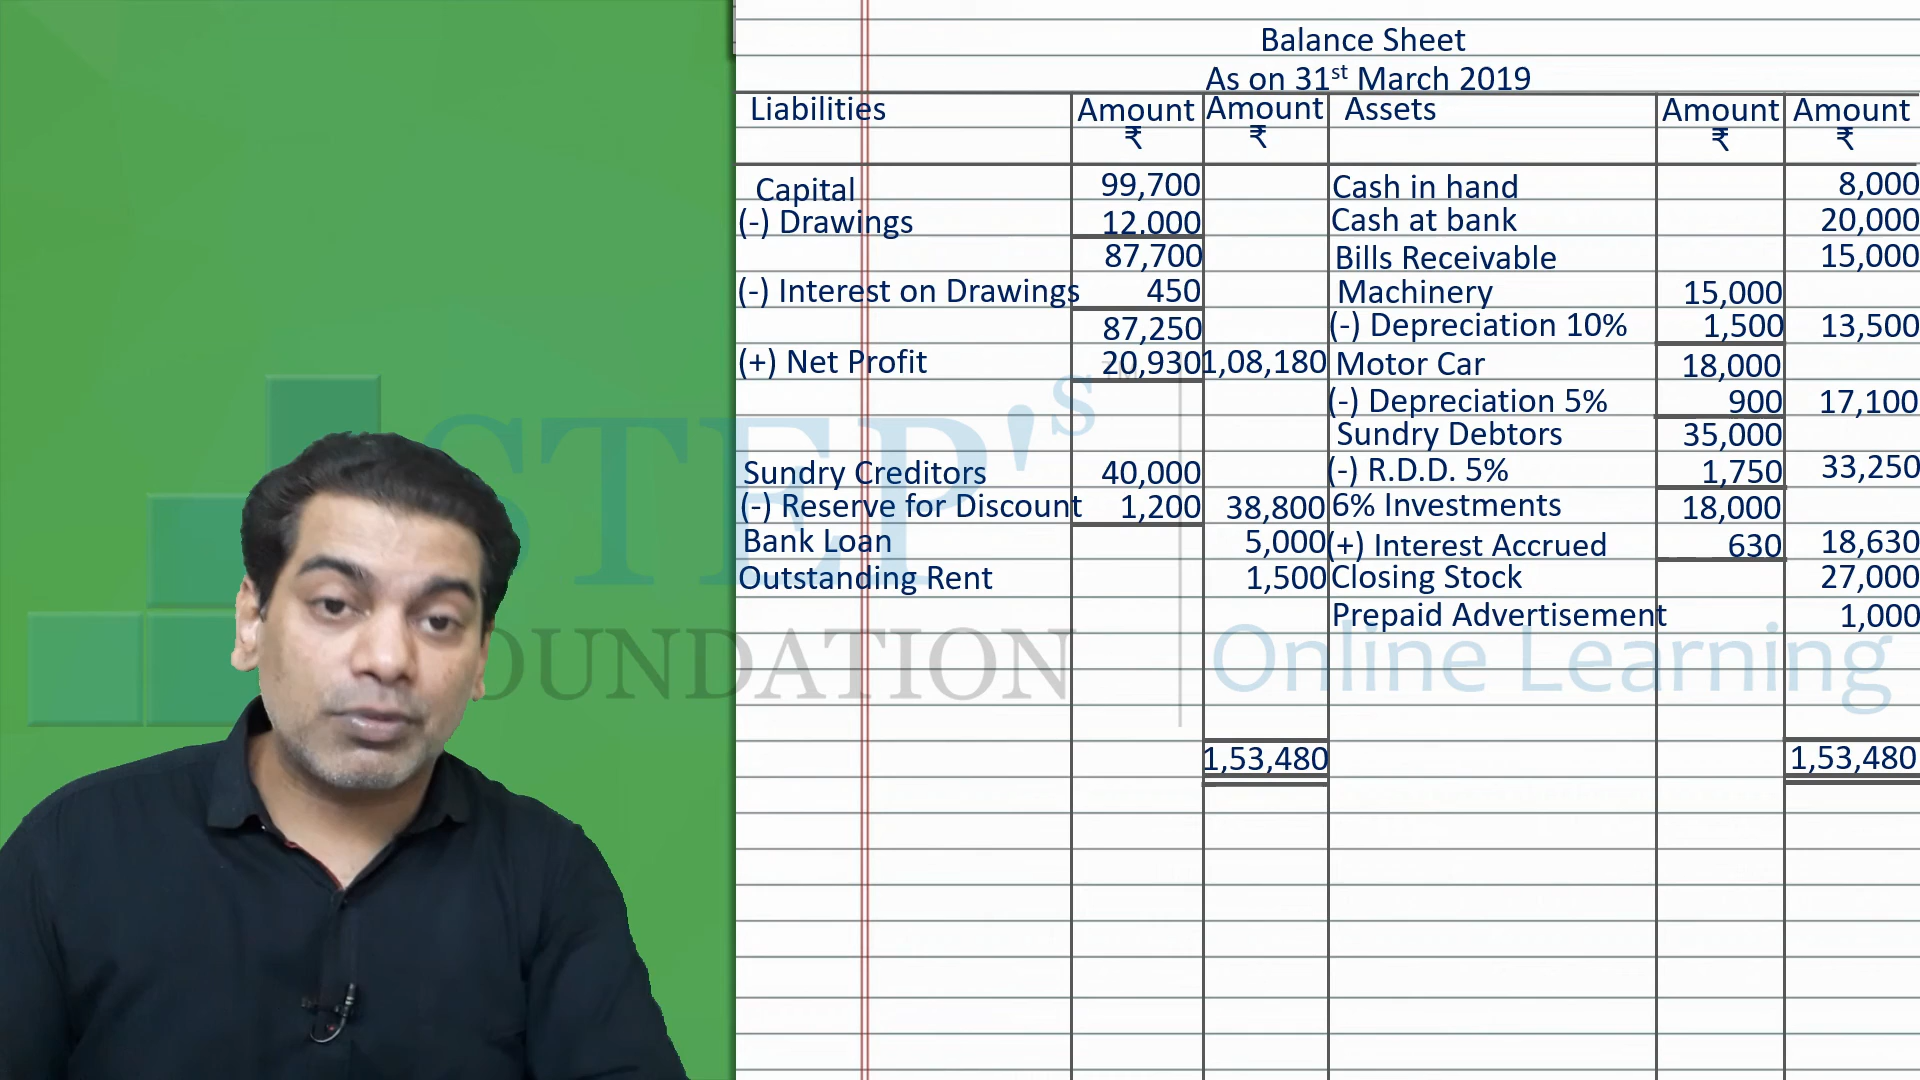 Balance Sheet
As on 31st March 2019
Liabilities Amount ₹ Amount ₹ Assets Amount ₹ Amount ₹
Capital 99,700 Cash in hand 8,000
(-) Drawings 12,000 Cash at bank 20,000
87,700 Bills Receivable 15,000
(-) Interest on Drawings 450 Machinery 15,000
87,250 (-) Depreciation 10% 1,500 13,500
(+) Net Profit 20,930 1,08,180 Motor Car 18,000
(-) Depreciation 5% 900 17,100
Sundry Debtors 35,000
Sundry Creditors 40,000 (-) R.D.D. 5% 1,750 33,250
(-) Reserve for Discount 1,200 38,800 6% Investments 18,000
Bank Loan 5,000 (+) Interest Accrued 630 18,630
Outstanding Rent 1,500 Closing Stock 27,000
Prepaid Advertisement 1,000
1,53,480 1,53,480
STEP's
OUNDATION
Online Learning